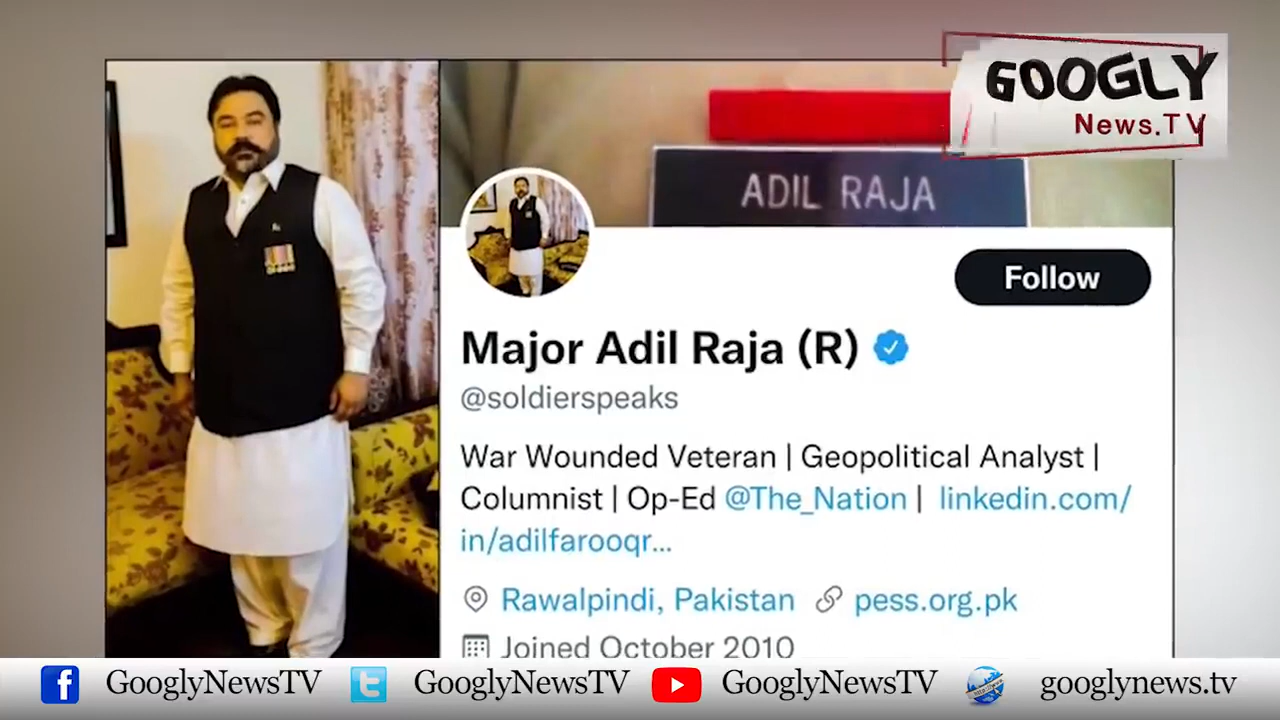 GOOGLY
News.TV
ADIL RAJA
Follow
Major Adil Raja (R)
@soldierspeaks
War Wounded Veteran | Geopolitical Analyst |
Columnist | Op-Ed @The_Nation | linkedin.com/
in/adilfarooqr...
Rawalpindi, Pakistan pess.org.pk
Joined October 2010
GooglyNewsTV GooglyNewsTV GooglyNewsTV googlynews.tv